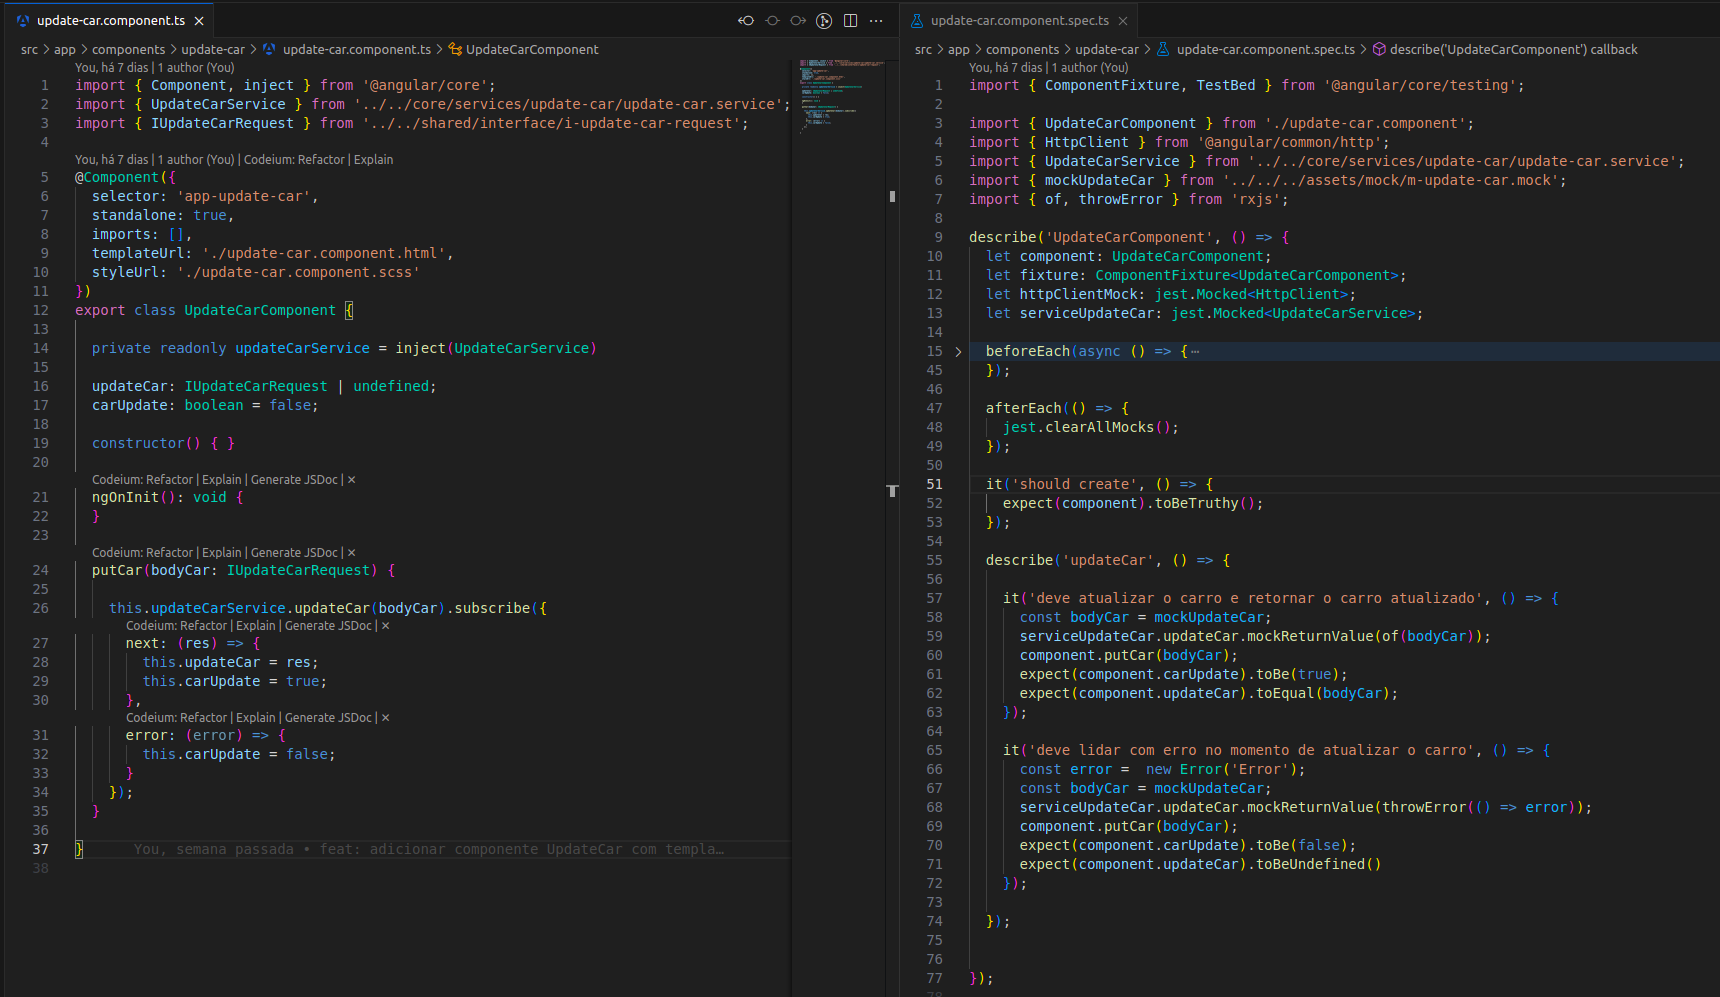 update-car.component.ts
src > app > components > update-car > update-car.component.ts > UpdateCarComponent
You, há 7 dias | 1 author (You)
1 import { Component, inject } from '@angular/core';
2 import { UpdateCarService } from '../../core/services/update-car/update-car.service';
3 import { IUpdateCarRequest } from '../../shared/interface/i-update-car-request';
4
You, há 7 dias | 1 author (You) | Codeium: Refactor | Explain
5 @Component({
6 selector: 'app-update-car',
7 standalone: true,
8 imports: [],
9 templateUrl: './update-car.component.html',
10 styleUrl: './update-car.component.scss'
11 })
12 export class UpdateCarComponent {
13
14 private readonly updateCarService = inject(UpdateCarService)
15
16 updateCar: IUpdateCarRequest | undefined;
17 carUpdate: boolean = false;
18
19 constructor() { }
20
Codeium: Refactor | Explain | Generate JSDoc | ×
21 ngOnInit(): void {
22 }
23
Codeium: Refactor | Explain | Generate JSDoc | ×
24 putCar(bodyCar: IUpdateCarRequest) {
25
26 this.updateCarService.updateCar(bodyCar).subscribe({
Codeium: Refactor | Explain | Generate JSDoc | ×
27 next: (res) => {
28 this.updateCar = res;
29 this.carUpdate = true;
30 },
Codeium: Refactor | Explain | Generate JSDoc | ×
31 error: (error) => {
32 this.carUpdate = false;
33 }
34 });
35 }
36
37 } You, semana passada • feat: adicionar componente UpdateCar com templa…
38
update-car.component.spec.ts
src > app > components > update-car > update-car.component.spec.ts > describe('UpdateCarComponent') callback
You, há 7 dias | 1 author (You)
1 import { ComponentFixture, TestBed } from '@angular/core/testing';
2
3 import { UpdateCarComponent } from './update-car.component';
4 import { HttpClient } from '@angular/common/http';
5 import { UpdateCarService } from '../../core/services/update-car/update-car.service';
6 import { mockUpdateCar } from '../../../assets/mock/m-update-car.mock';
7 import { of, throwError } from 'rxjs';
8
9 describe('UpdateCarComponent', () => {
10 let component: UpdateCarComponent;
11 let fixture: ComponentFixture<UpdateCarComponent>;
12 let httpClientMock: jest.Mocked<HttpClient>;
13 let serviceUpdateCar: jest.Mocked<UpdateCarService>;
14
15 beforeEach(async () => {⋯
45 });
46
47 afterEach(() => {
48 jest.clearAllMocks();
49 });
50
51 it('should create', () => {
52 expect(component).toBeTruthy();
53 });
54
55 describe('updateCar', () => {
56
57 it('deve atualizar o carro e retornar o carro atualizado', () => {
58 const bodyCar = mockUpdateCar;
59 serviceUpdateCar.updateCar.mockReturnValue(of(bodyCar));
60 component.putCar(bodyCar);
61 expect(component.carUpdate).toBe(true);
62 expect(component.updateCar).toEqual(bodyCar);
63 });
64
65 it('deve lidar com erro no momento de atualizar o carro', () => {
66 const error =  new Error('Error');
67 const bodyCar = mockUpdateCar;
68 serviceUpdateCar.updateCar.mockReturnValue(throwError(() => error));
69 component.putCar(bodyCar);
70 expect(component.carUpdate).toBe(false);
71 expect(component.updateCar).toBeUndefined()
72 });
73
74 });
75
76
77 });
78